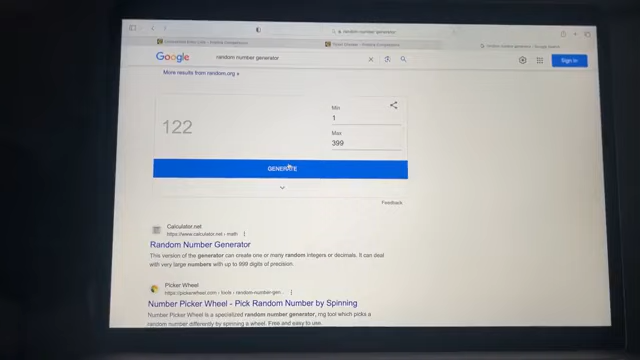 random number generator
Google
random number generator
Sign in
More results from random.org »
122
Min
1
Max
399
GENERATE
Feedback
Calculator.net
https://www.calculator.net › math
Random Number Generator
This version of the generator can create one or many random integers or decimals. It can deal
with very large numbers with up to 999 digits of precision.
Picker Wheel
https://pickerwheel.com › tools › random-number-gen...
Number Picker Wheel - Pick Random Number by Spinning
Number Picker Wheel is a specialized random number generator, tool which picks a
random number differently by spinning a wheel. Free and easy to use.